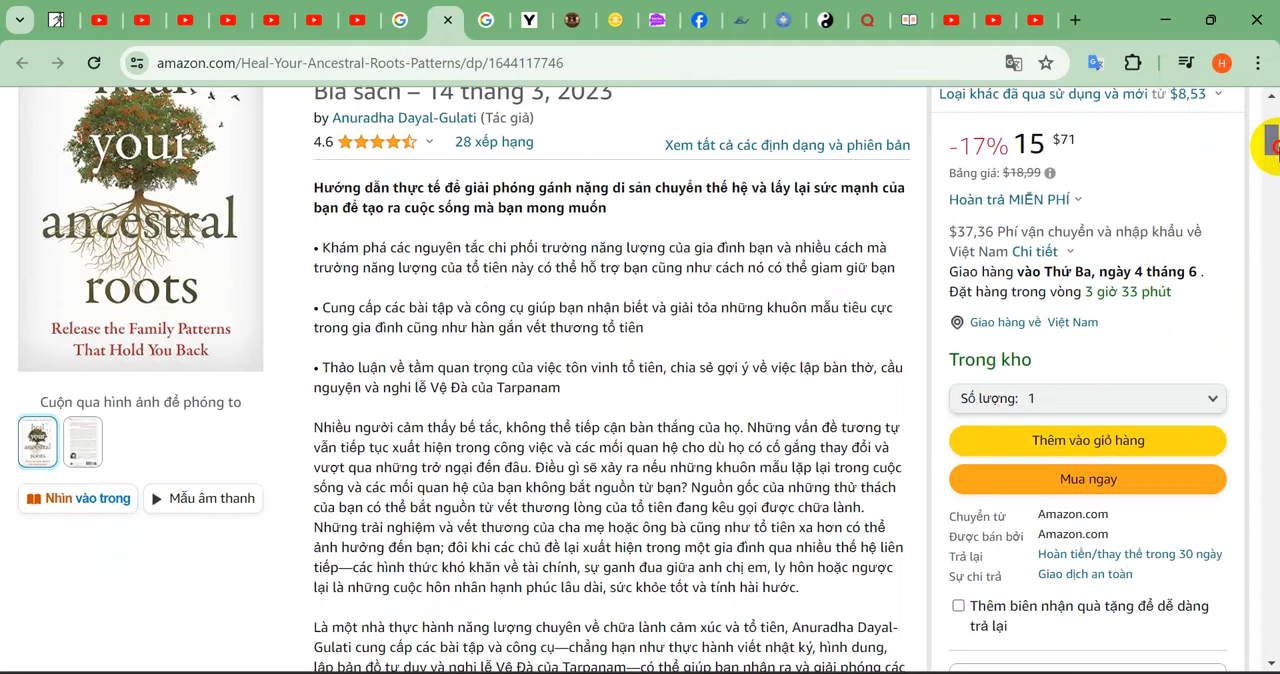 amazon.com/Heal-Your-Ancestral-Roots-Patterns/dp/1644117746
H
heal
your
ancestral
roots
Release the Family Patterns
That Hold You Back
Cuộn qua hình ảnh để phóng to
Nhìn vào trong
Mẫu âm thanh
Bìa sách – 14 tháng 3, 2023
by Anuradha Dayal-Gulati (Tác giả)
4.6 28 xếp hạng
Xem tất cả các định dạng và phiên bản
Hướng dẫn thực tế để giải phóng gánh nặng di sản chuyển thế hệ và lấy lại sức mạnh của
bạn để tạo ra cuộc sống mà bạn mong muốn
• Khám phá các nguyên tắc chi phối trường năng lượng của gia đình bạn và nhiều cách mà
trường năng lượng của tổ tiên này có thể hỗ trợ bạn cũng như cách nó có thể giam giữ bạn
• Cung cấp các bài tập và công cụ giúp bạn nhận biết và giải tỏa những khuôn mẫu tiêu cực
trong gia đình cũng như hàn gắn vết thương tổ tiên
• Thảo luận về tầm quan trọng của việc tôn vinh tổ tiên, chia sẻ gợi ý về việc lập bàn thờ, cầu
nguyện và nghi lễ Vệ Đà của Tarpanam
Nhiều người cảm thấy bế tắc, không thể tiếp cận bàn thắng của họ. Những vấn đề tương tự
vẫn tiếp tục xuất hiện trong công việc và các mối quan hệ cho dù họ có cố gắng thay đổi và
vượt qua những trở ngại đến đâu. Điều gì sẽ xảy ra nếu những khuôn mẫu lặp lại trong cuộc
sống và các mối quan hệ của bạn không bắt nguồn từ bạn? Nguồn gốc của những thử thách
của bạn có thể bắt nguồn từ vết thương lòng của tổ tiên đang kêu gọi được chữa lành.
Những trải nghiệm và vết thương của cha mẹ hoặc ông bà cũng như tổ tiên xa hơn có thể
ảnh hưởng đến bạn; đôi khi các chủ đề lại xuất hiện trong một gia đình qua nhiều thế hệ liên
tiếp—các hình thức khó khăn về tài chính, sự ganh đua giữa anh chị em, ly hôn hoặc ngược
lại là những cuộc hôn nhân hạnh phúc lâu dài, sức khỏe tốt và tính hài hước.
Là một nhà thực hành năng lượng chuyên về chữa lành cảm xúc và tổ tiên, Anuradha Dayal-
Gulati cung cấp các bài tập và công cụ—chẳng hạn như thực hành viết nhật ký, hình dung,
lập bản đồ tư duy và nghi lễ Vệ Đà của Tarpanam—có thể giúp bạn nhận ra và giải phóng các
Loại khác đã qua sử dụng và mới từ $8,53
-17% 15 $71
Bảng giá: $18,99
Hoàn trả MIỄN PHÍ
$37,36 Phí vận chuyển và nhập khẩu về
Việt Nam Chi tiết
Giao hàng vào Thứ Ba, ngày 4 tháng 6 .
Đặt hàng trong vòng 3 giờ 33 phút
Giao hàng về Việt Nam
Trong kho
Số lượng: 1
Thêm vào giỏ hàng
Mua ngay
Chuyển từ Amazon.com
Được bán bởi Amazon.com
Trả lại Hoàn tiền/thay thế trong 30 ngày
Sự chi trả Giao dịch an toàn
Thêm biên nhận quà tặng để dễ dàng
trả lại